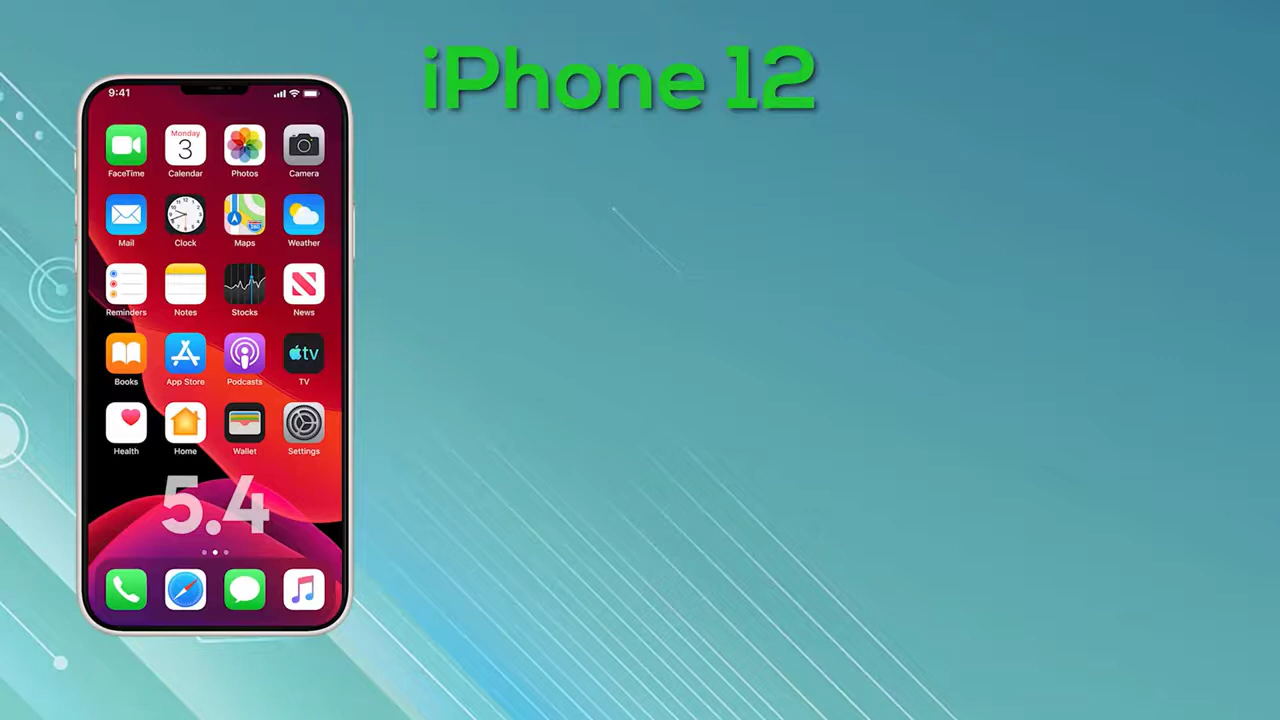 iPhone 12
9:41
FaceTime
Monday
3
Calendar
Photos
Camera
Mail
Clock
Maps
Weather
Reminders
Notes
Stocks
News
Books
App Store
Podcasts
tv
TV
Health
Home
Wallet
Settings
5.4